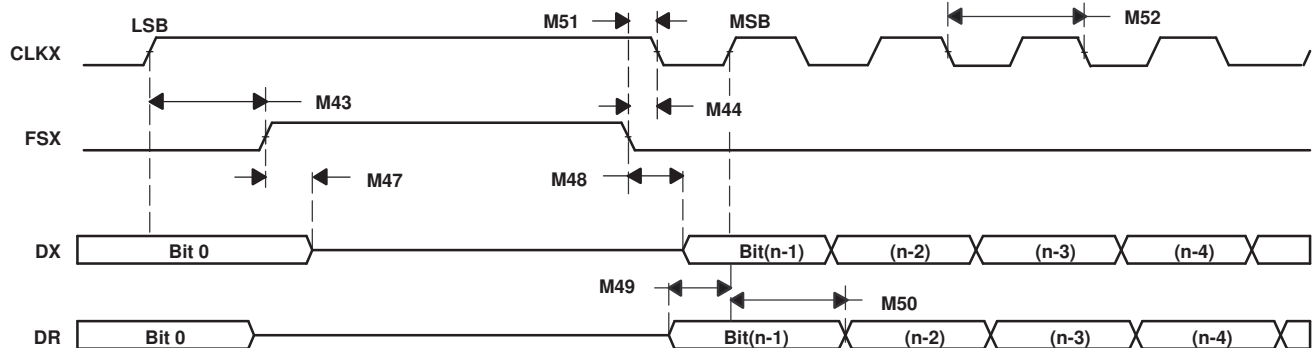 LSB M51 MSB M52
CLKX
M43 M44
FSX
M47 M48
DX Bit 0 Bit(n-1) (n-2) (n-3) (n-4)
M49 M50
DR Bit 0 Bit(n-1) (n-2) (n-3) (n-4)